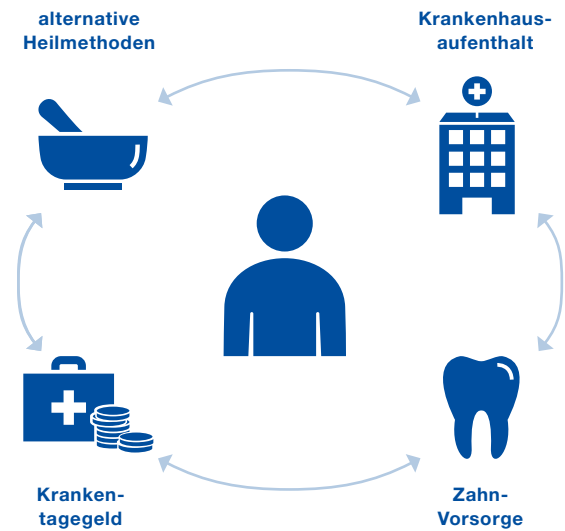 alternative
Heilmethoden
Krankenhaus-
aufenthalt
Kranken-
tagegeld
Zahn-
Vorsorge